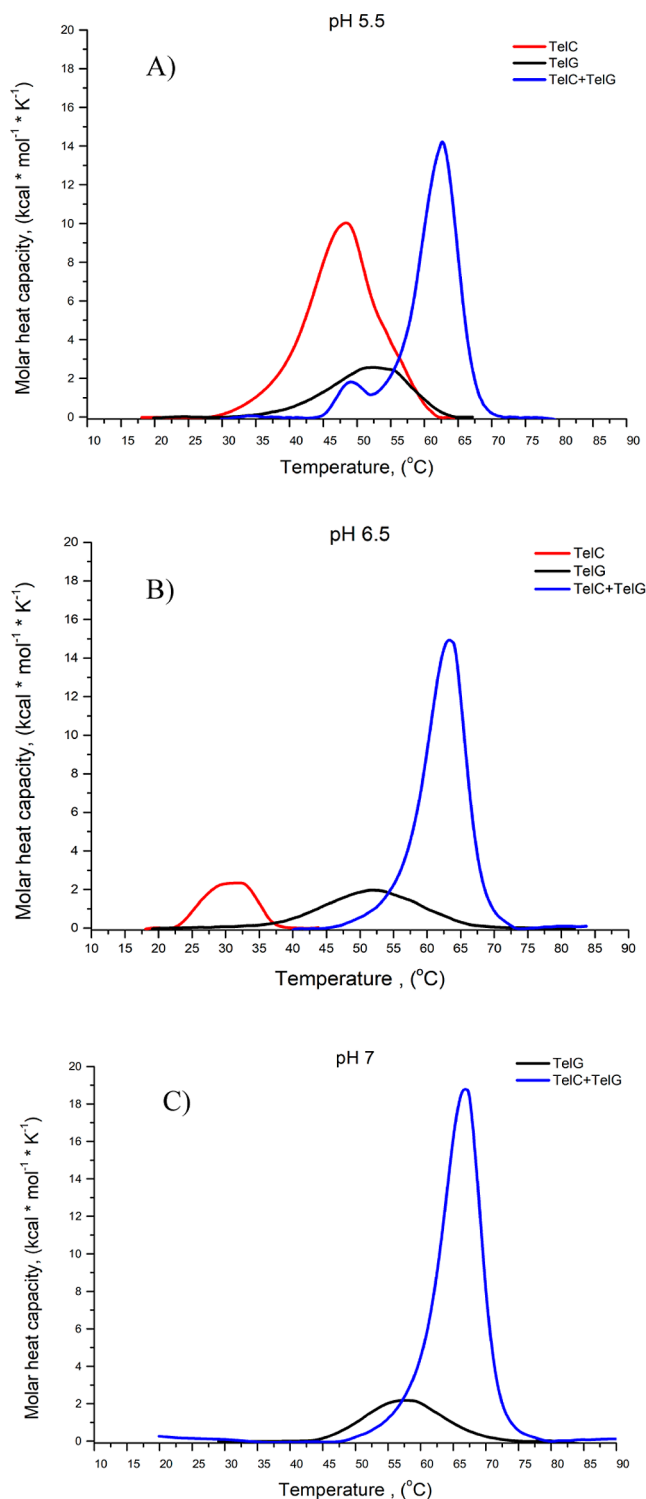 pH 5.5
A)
TelC
TelG
TelC+TelG
20
18
16
14
12
10
8
6
4
2
0
Molar heat capacity, (kcal * mol⁻¹ * K⁻¹)
10 15 20 25 30 35 40 45 50 55 60 65 70 75 80 85 90
Temperature, (°C)
pH 6.5
B)
TelC
TelG
TelC+TelG
20
18
16
14
12
10
8
6
4
2
0
Molar heat capacity, (kcal * mol⁻¹ * K⁻¹)
10 15 20 25 30 35 40 45 50 55 60 65 70 75 80 85 90
Temperature , (°C)
pH 7
C)
TelG
TelC+TelG
20
18
16
14
12
10
8
6
4
2
0
Molar heat capacity, (kcal * mol⁻¹ * K⁻¹)
10 15 20 25 30 35 40 45 50 55 60 65 70 75 80 85 90
Temperature , (°C)